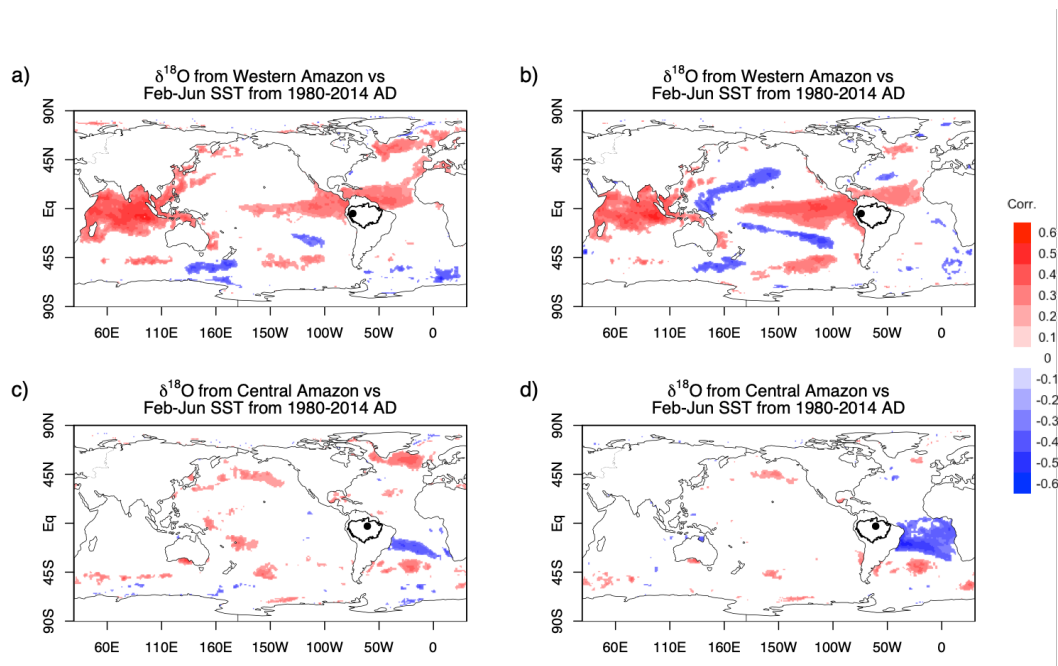 a)
δ¹⁸O from Western Amazon vs
Feb-Jun SST from 1980-2014 AD
90N
45N
Eq
45S
90S
60E 110E 160E 150W 100W 50W 0
b)
δ¹⁸O from Western Amazon vs
Feb-Jun SST from 1980-2014 AD
90N
45N
Eq
45S
90S
60E 110E 160E 150W 100W 50W 0
c)
δ¹⁸O from Central Amazon vs
Feb-Jun SST from 1980-2014 AD
90N
45N
Eq
45S
90S
60E 110E 160E 150W 100W 50W 0
d)
δ¹⁸O from Central Amazon vs
Feb-Jun SST from 1980-2014 AD
90N
45N
Eq
45S
90S
60E 110E 160E 150W 100W 50W 0
Corr.
0.6
0.5
0.4
0.3
0.2
0.1
0
-0.1
-0.2
-0.3
-0.4
-0.5
-0.6